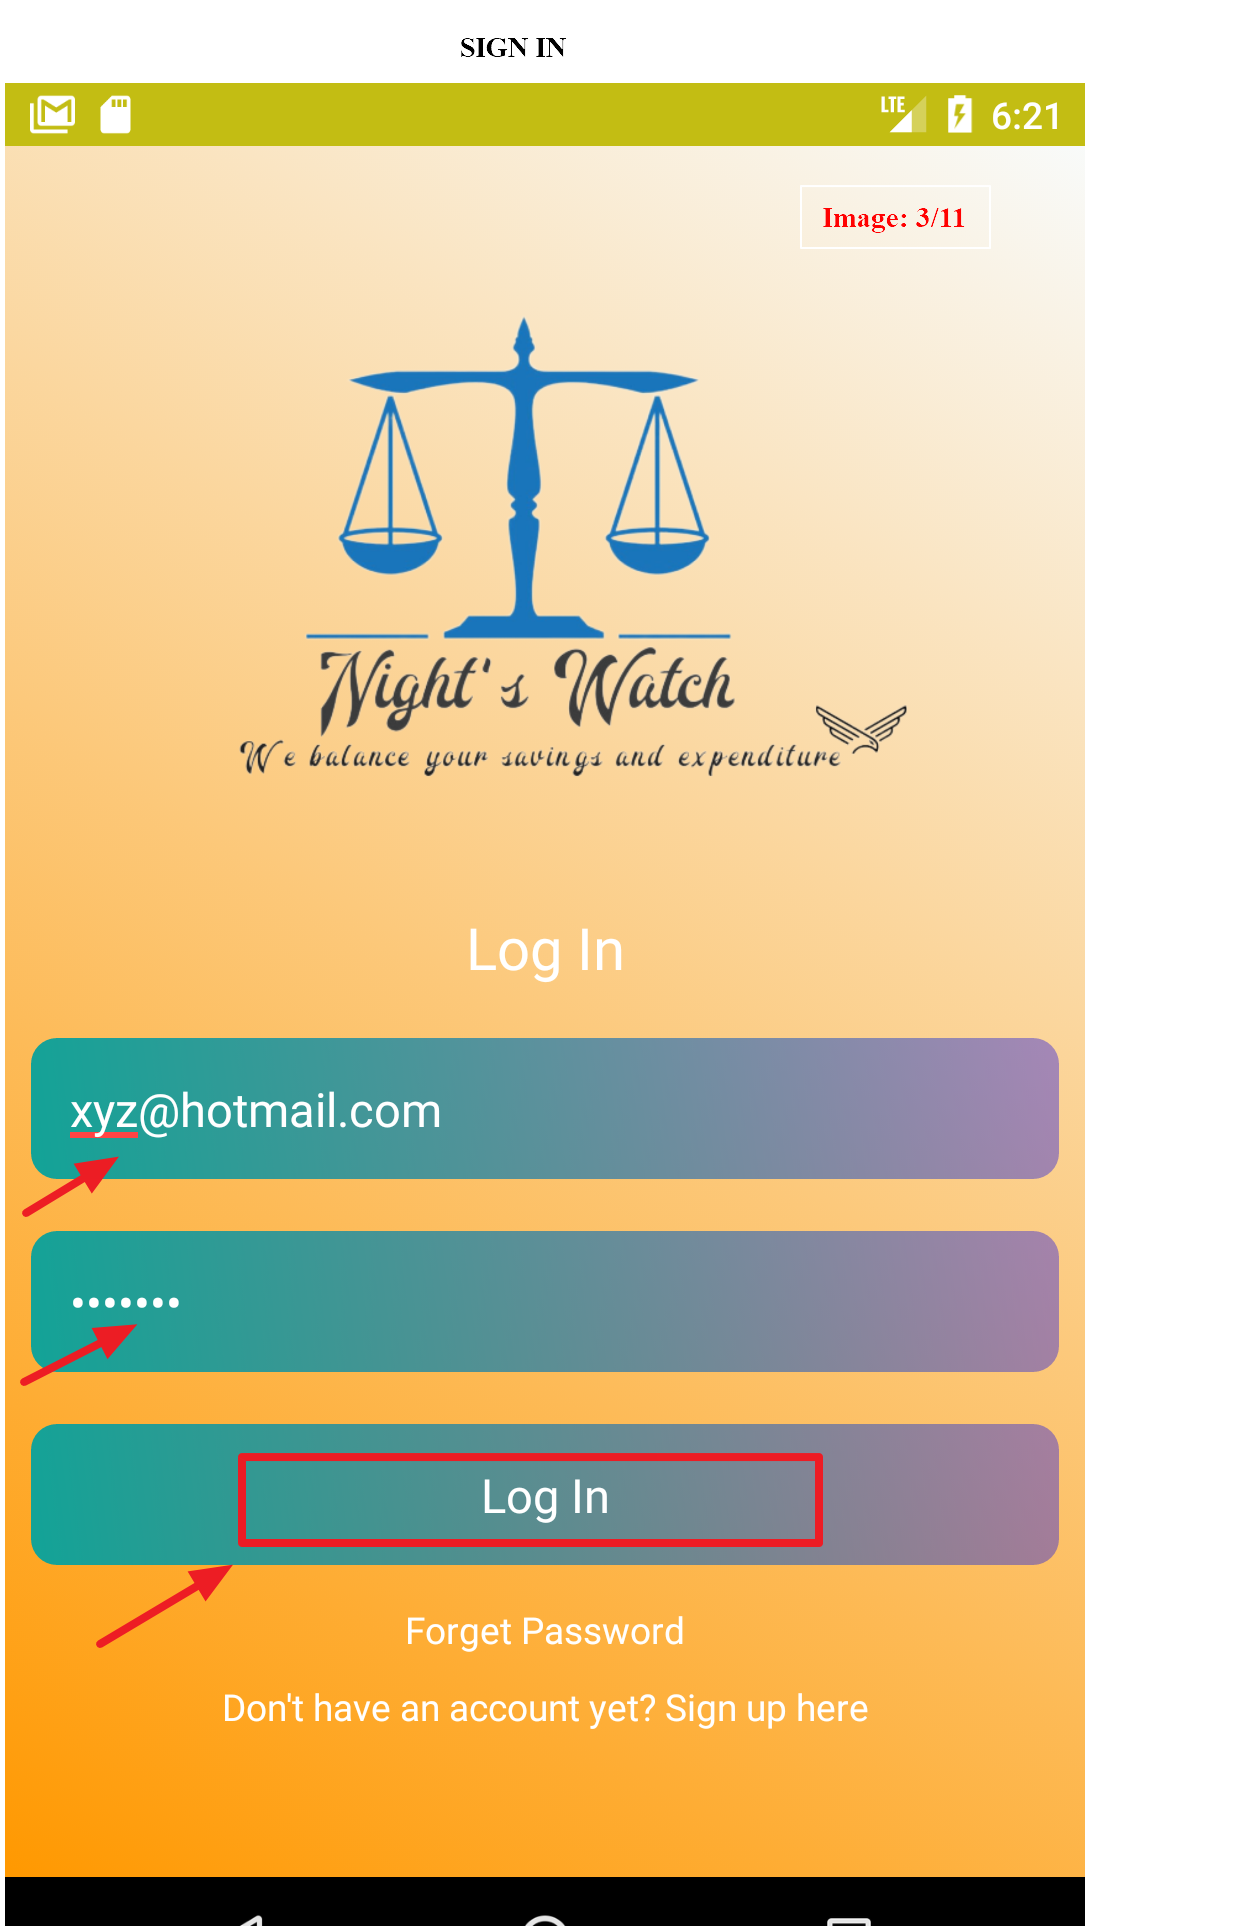 SIGN IN
LTE 6:21
Image: 3/11
Night's Watch
We balance your savings and expenditure
Log In
xyz@hotmail.com
•••••••
Log In
Forget Password
Don't have an account yet? Sign up here